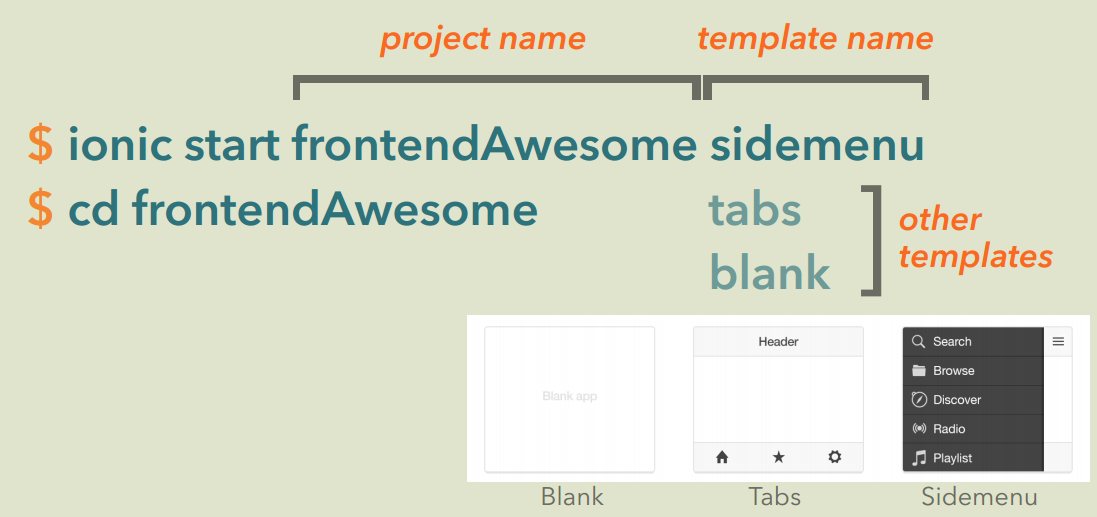 project name template name
$ ionic start frontendAwesome sidemenu
$ cd frontendAwesome
tabs
blank
other
templates
Blank app
Header
Search
Browse
Discover
Radio
Playlist
Blank
Tabs
Sidemenu